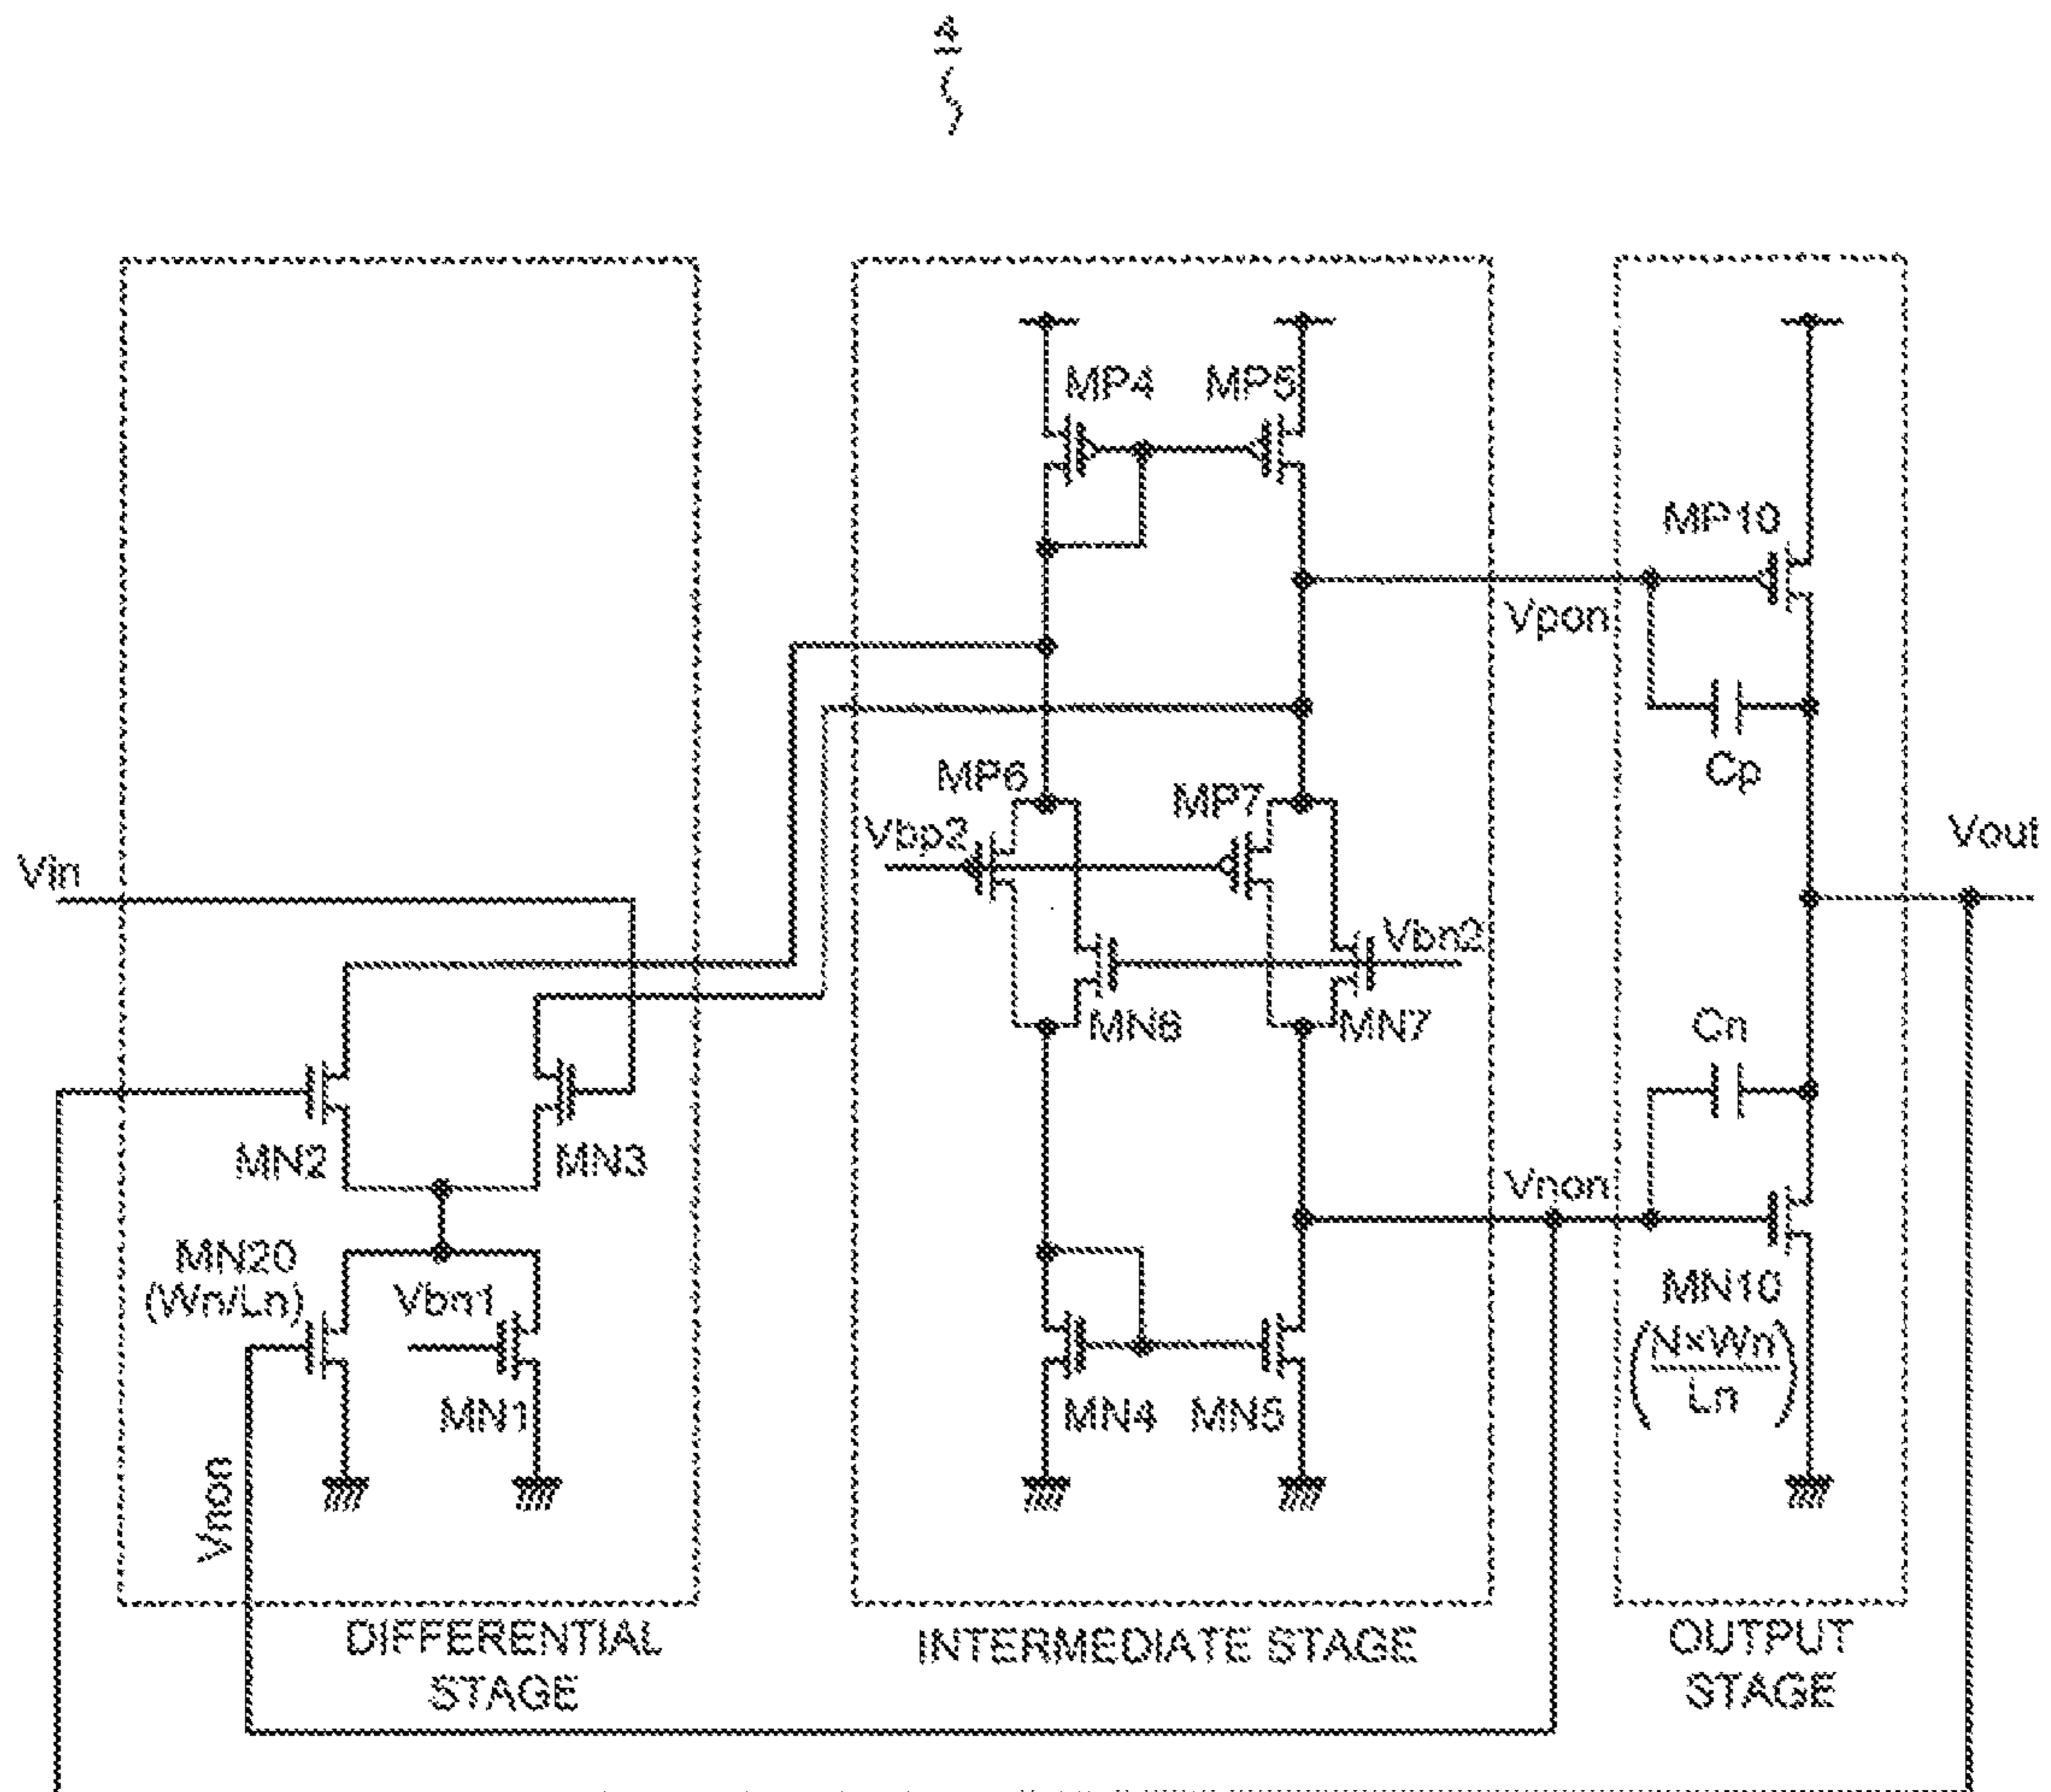 4
MP4
MP5
MP10
Vpon
Cp
MP6
MP7
Vbp2
Vin
Vout
Vbn2
MN6
MN7
Cn
MN2
MN3
Vnon
MN20
(Wn/Ln)
Vbn1
MN10
(N×Wn/Ln)
MN1
MN4
MN5
Vnon
DIFFERENTIAL
STAGE
INTERMEDIATE STAGE
OUTPUT
STAGE